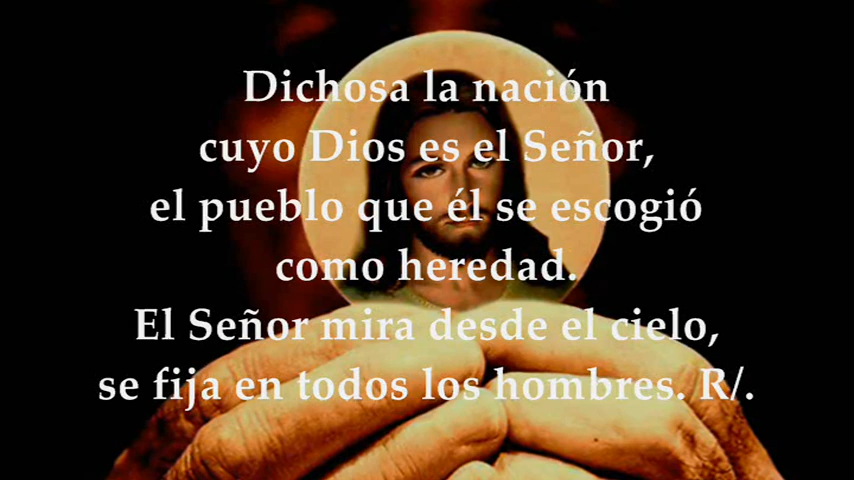 Dichosa la nación
cuyo Dios es el Señor,
el pueblo que él se escogió
como heredad.
El Señor mira desde el cielo,
se fija en todos los hombres. R/.